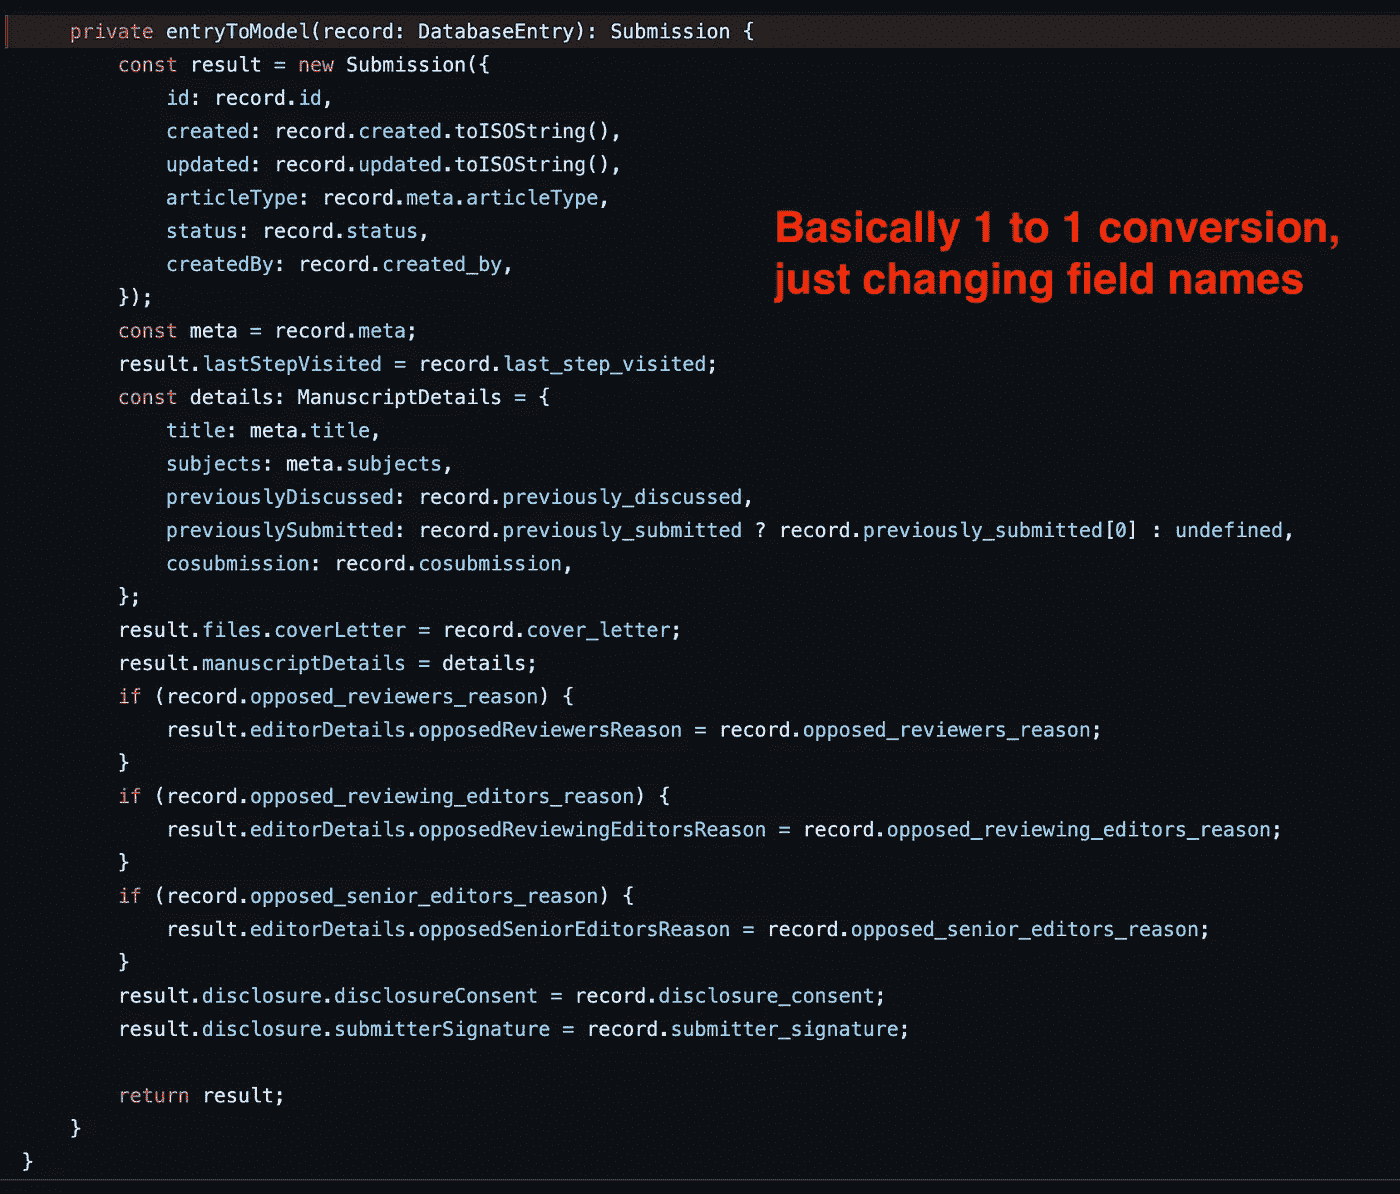 private entryToModel(record: DatabaseEntry): Submission {
const result = new Submission({
id: record.id,
created: record.created.toISOString(),
updated: record.updated.toISOString(),
articleType: record.meta.articleType,
status: record.status,
createdBy: record.created_by,
});
Basically 1 to 1 conversion,
just changing field names
const meta = record.meta;
result.lastStepVisited = record.last_step_visited;
const details: ManuscriptDetails = {
title: meta.title,
subjects: meta.subjects,
previouslyDiscussed: record.previously_discussed,
previouslySubmitted: record.previously_submitted ? record.previously_submitted[0] : undefined,
cosubmission: record.cosubmission,
};
result.files.coverLetter = record.cover_letter;
result.manuscriptDetails = details;
if (record.opposed_reviewers_reason) {
result.editorDetails.opposedReviewersReason = record.opposed_reviewers_reason;
}
if (record.opposed_reviewing_editors_reason) {
result.editorDetails.opposedReviewingEditorsReason = record.opposed_reviewing_editors_reason;
}
if (record.opposed_senior_editors_reason) {
result.editorDetails.opposedSeniorEditorsReason = record.opposed_senior_editors_reason;
}
result.disclosure.disclosureConsent = record.disclosure_consent;
result.disclosure.submitterSignature = record.submitter_signature;
return result;
}
}